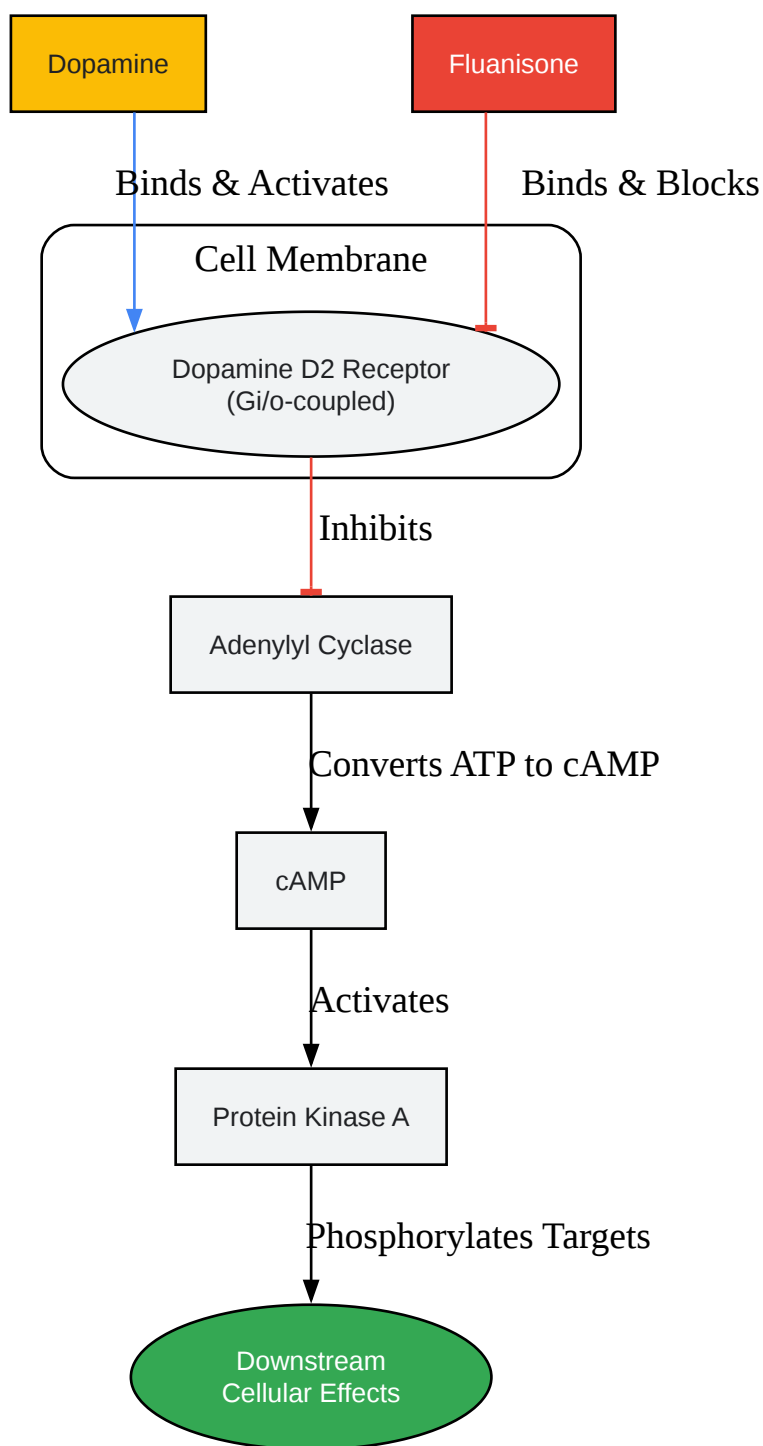 Dopamine
Fluanisone
Binds & Activates
Binds & Blocks
Cell Membrane
Dopamine D2 Receptor
(Gi/o-coupled)
Inhibits
Adenylyl Cyclase
Converts ATP to cAMP
cAMP
Activates
Protein Kinase A
Phosphorylates Targets
Downstream
Cellular Effects